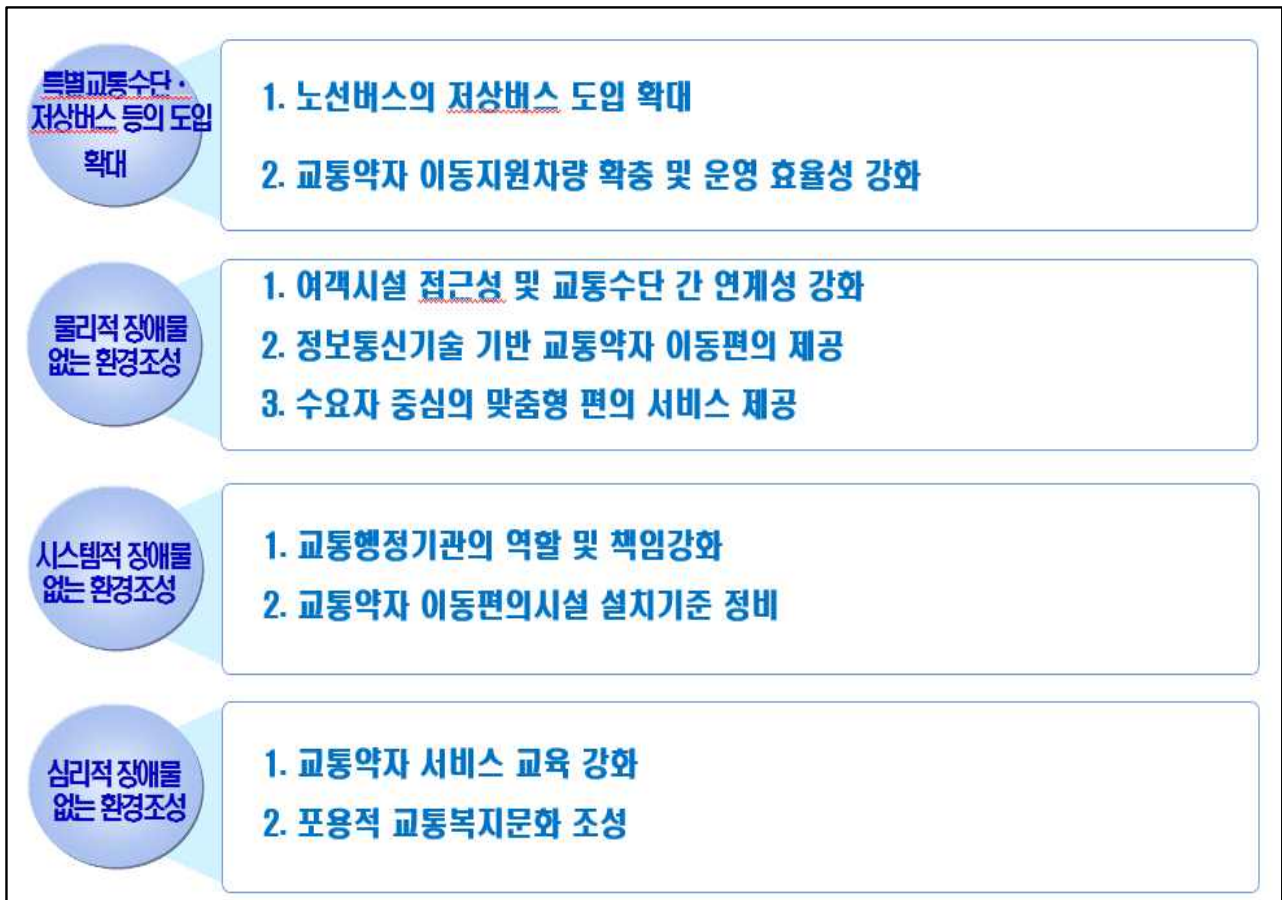 특별교통수단·
저상버스 등의 도입
확대
1. 노선버스의 저상버스 도입 확대
2. 교통약자 이동지원차량 확충 및 운영 효율성 강화
물리적 장애물
없는 환경조성
1. 여객시설 접근성 및 교통수단 간 연계성 강화
2. 정보통신기술 기반 교통약자 이동편의 제공
3. 수요자 중심의 맞춤형 편의 서비스 제공
시스템적 장애물
없는 환경조성
1. 교통행정기관의 역할 및 책임강화
2. 교통약자 이동편의시설 설치기준 정비
심리적 장애물
없는 환경조성
1. 교통약자 서비스 교육 강화
2. 포용적 교통복지문화 조성